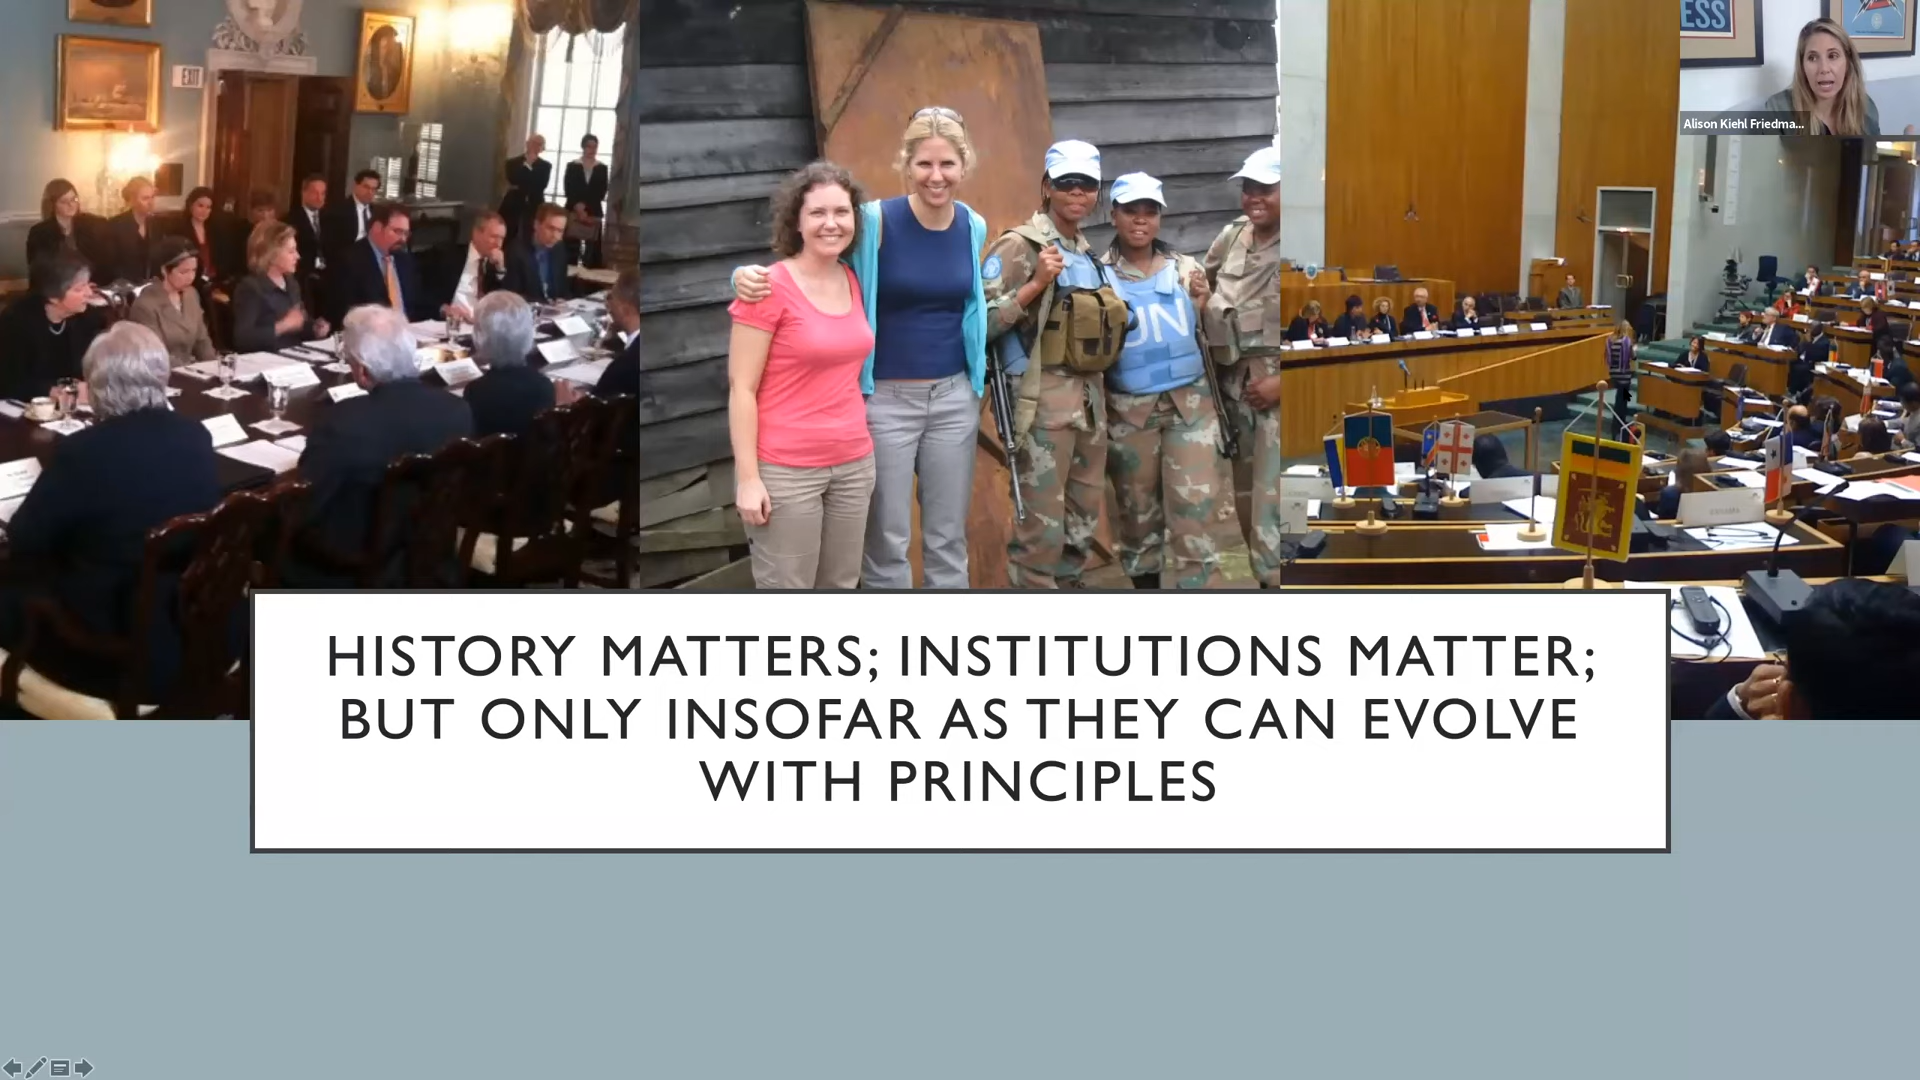 EXIT
ESS
Alison Kiehl Friedma...
UN
HISTORY MATTERS; INSTITUTIONS MATTER;
BUT ONLY INSOFAR AS THEY CAN EVOLVE
WITH PRINCIPLES